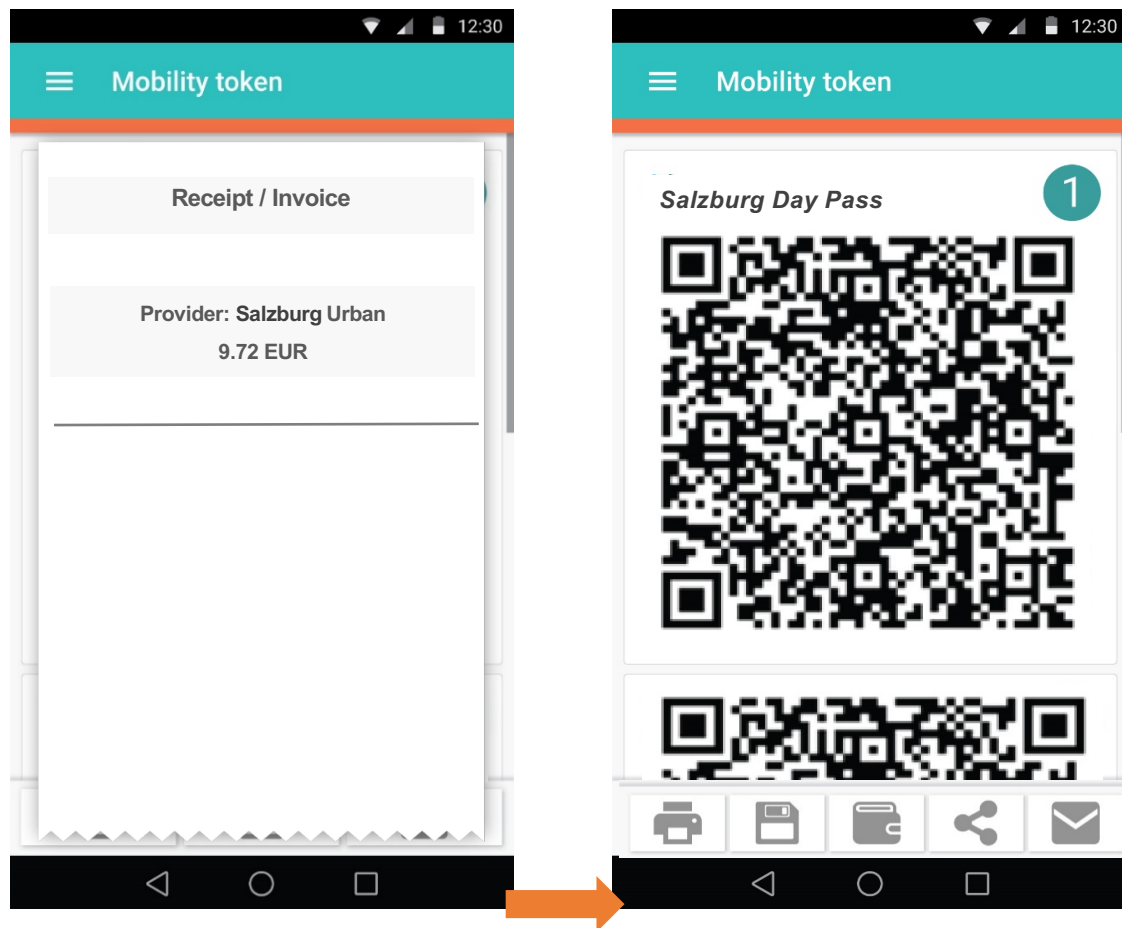 12:30
Mobility token
Receipt / Invoice
Provider: Salzburg Urban
9.72 EUR
12:30
Mobility token
Salzburg Day Pass
1